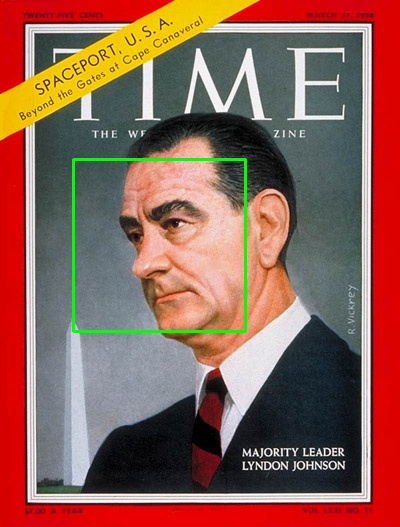 TWENTY FIVE CENTS
MARCH 17, 1958
SPACEPORT, U.S.A.
Beyond the Gates at Cape Canaveral
TIME
THE WE ZINE
R. Vickrey
MAJORITY LEADER
LYNDON JOHNSON
$7.00 A YEAR
VOL. LXXI NO. 11